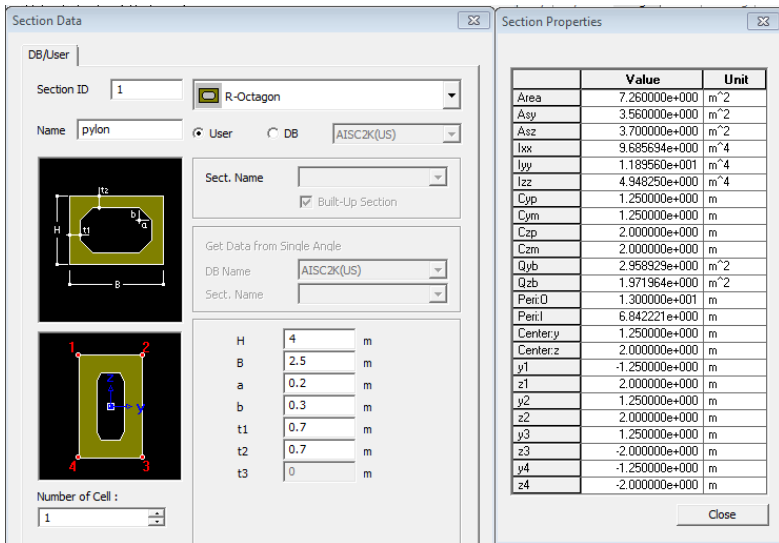 Section Data
DB/User
Section ID 1 R-Octagon
Name pylon User DB AISC2K(US)
Sect. Name
Built-Up Section
Get Data from Single Angle
DB Name AISC2K(US)
Sect. Name
t2
b
a
H t1
B
H 4 m
B 2.5 m
a 0.2 m
b 0.3 m
t1 0.7 m
t2 0.7 m
t3 0 m
1 2
z
y
4 3
Number of Cell :
1
Section Properties
Value Unit
Area 7.260000e+000 m^2
Asy 3.560000e+000 m^2
Asz 3.700000e+000 m^2
Ixx 9.685694e+000 m^4
Iyy 1.189560e+001 m^4
Izz 4.948250e+000 m^4
Cyp 1.250000e+000 m
Cym 1.250000e+000 m
Czp 2.000000e+000 m
Czm 2.000000e+000 m
Qyb 2.958929e+000 m^2
Qzb 1.971964e+000 m^2
Peri:O 1.300000e+001 m
Peri:I 6.842221e+000 m
Center:y 1.250000e+000 m
Center:z 2.000000e+000 m
y1 -1.250000e+000 m
z1 2.000000e+000 m
y2 1.250000e+000 m
z2 2.000000e+000 m
y3 1.250000e+000 m
z3 -2.000000e+000 m
y4 -1.250000e+000 m
z4 -2.000000e+000 m
Close